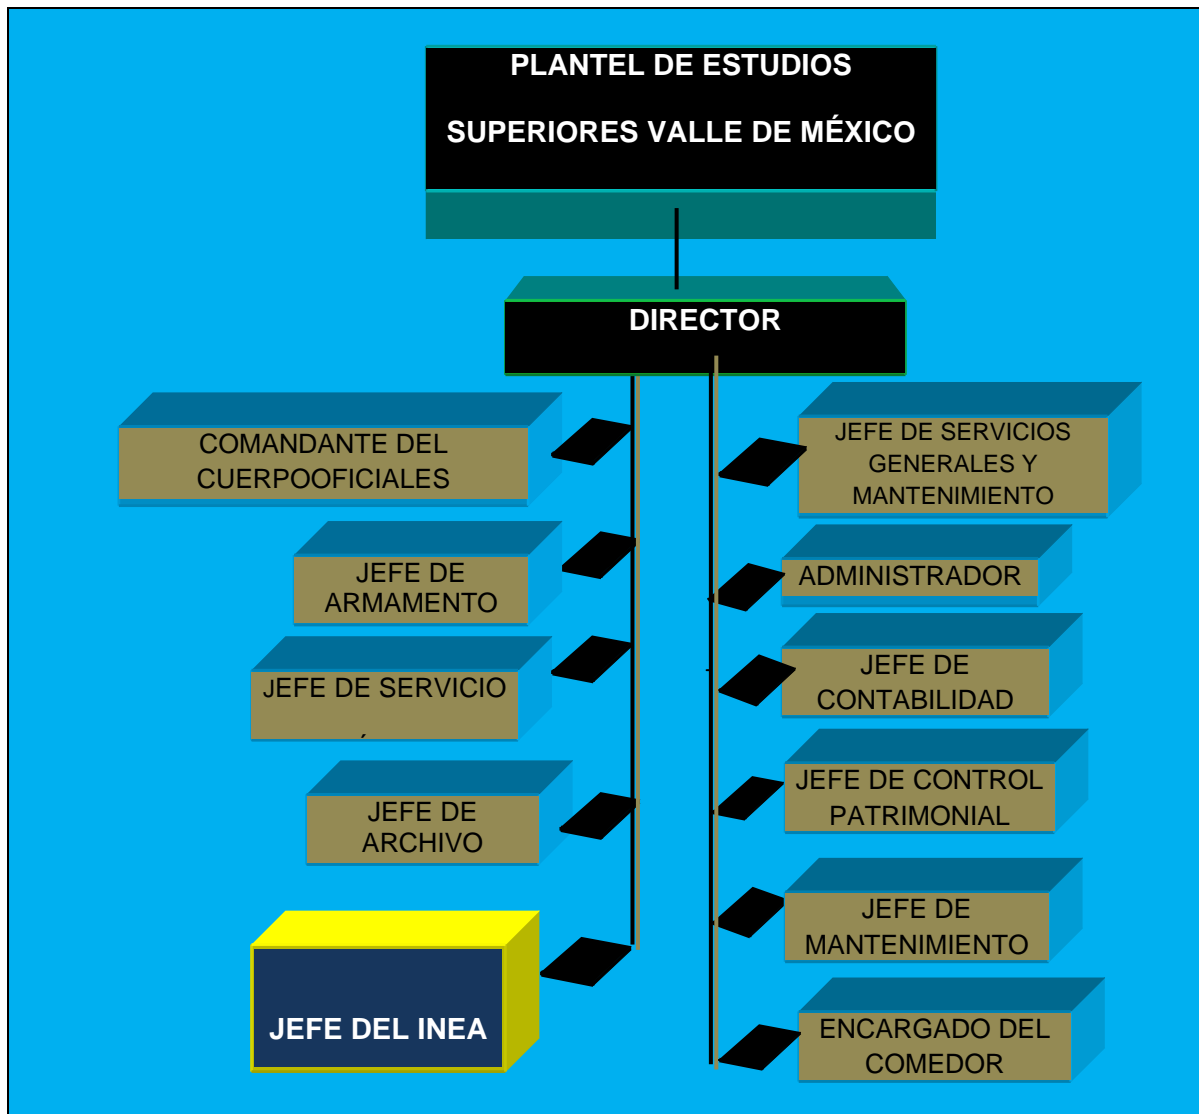 PLANTEL DE ESTUDIOS
SUPERIORES VALLE DE MÉXICO
DIRECTOR
COMANDANTE DEL
CUERPOOFICIALES
JEFE DE
ARMAMENTO
JEFE DE SERVICIO
JEFE DE
ARCHIVO
JEFE DEL INEA
JEFE DE SERVICIOS
GENERALES Y
MANTENIMIENTO
ADMINISTRADOR
JEFE DE
CONTABILIDAD
JEFE DE CONTROL
PATRIMONIAL
JEFE DE
MANTENIMIENTO
ENCARGADO DEL
COMEDOR